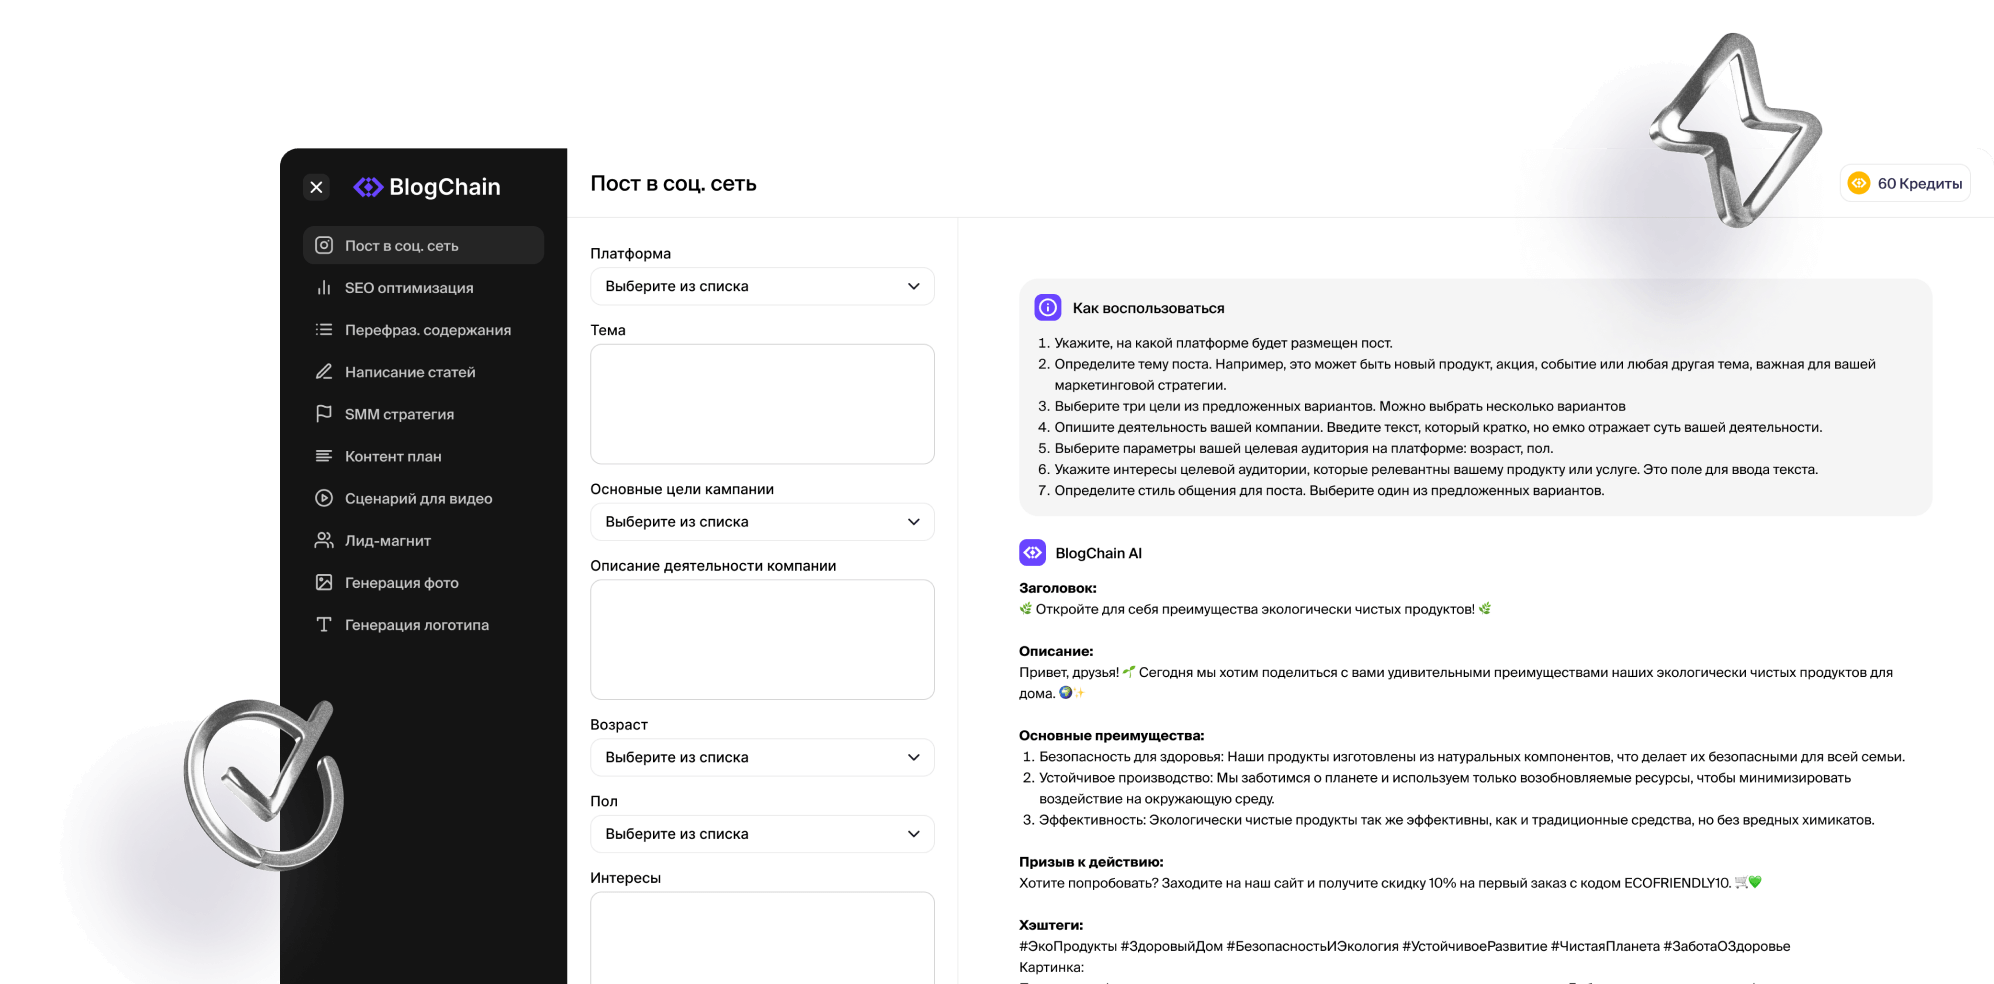 BlogChain
Пост в соц. сеть
SEO оптимизация
Перефраз. содержания
Написание статей
SMM стратегия
Контент план
Сценарий для видео
Лид-магнит
Генерация фото
Генерация логотипа
Пост в соц. сеть
60 Кредиты
Платформа
Выберите из списка
Тема
Основные цели кампании
Выберите из списка
Описание деятельности компании
Возраст
Выберите из списка
Пол
Выберите из списка
Интересы
Как воспользоваться
1. Укажите, на какой платформе будет размещен пост.
2. Определите тему поста. Например, это может быть новый продукт, акция, событие или любая другая тема, важная для вашей
маркетинговой стратегии.
3. Выберите три цели из предложенных вариантов. Можно выбрать несколько вариантов
4. Опишите деятельность вашей компании. Введите текст, который кратко, но емко отражает суть вашей деятельности.
5. Выберите параметры вашей целевая аудитория на платформе: возраст, пол.
6. Укажите интересы целевой аудитории, которые релевантны вашему продукту или услуге. Это поле для ввода текста.
7. Определите стиль общения для поста. Выберите один из предложенных вариантов.
BlogChain AI
Заголовок:
🌿 Откройте для себя преимущества экологически чистых продуктов! 🌿
Описание:
Привет, друзья! 🌱 Сегодня мы хотим поделиться с вами удивительными преимуществами наших экологически чистых продуктов для
дома. 🌍✨
Основные преимущества:
1. Безопасность для здоровья: Наши продукты изготовлены из натуральных компонентов, что делает их безопасными для всей семьи.
2. Устойчивое производство: Мы заботимся о планете и используем только возобновляемые ресурсы, чтобы минимизировать
воздействие на окружающую среду.
3. Эффективность: Экологически чистые продукты так же эффективны, как и традиционные средства, но без вредных химикатов.
Призыв к действию:
Хотите попробовать? Заходите на наш сайт и получите скидку 10% на первый заказ с кодом ECOFRIENDLY10. 🛒💚
Хэштеги:
#ЭкоПродукты #ЗдоровыйДом #БезопасностьИЭкология #УстойчивоеРазвитие #ЧистаяПланета #ЗаботаОЗдоровье
Картинка: